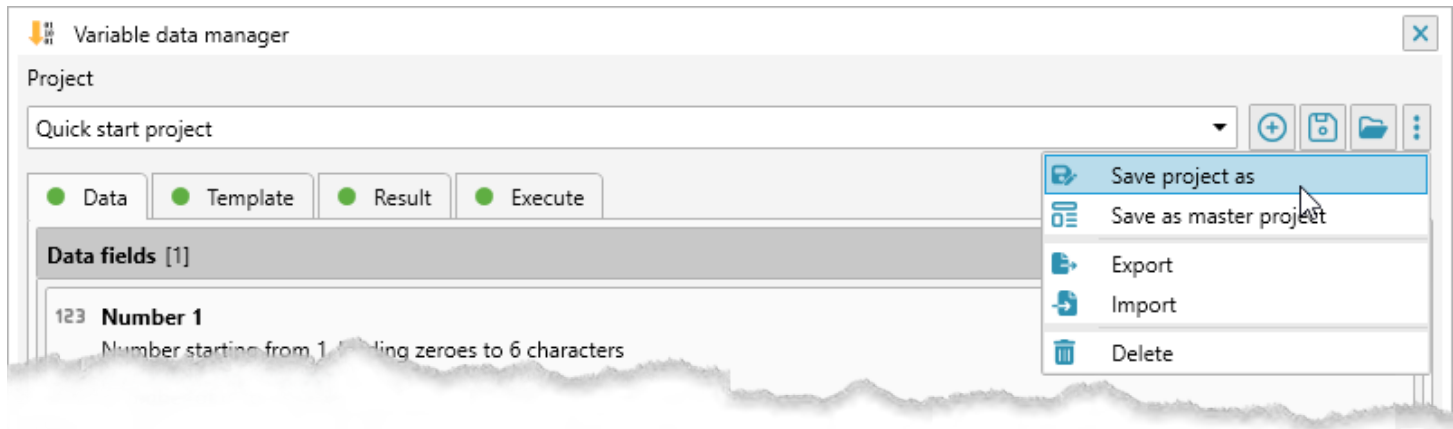 Variable data manager
Project
Quick start project
Save project as
Data Template Result Execute
Save as master project
Data fields [1]
Export
123 Number 1
Import
Number starting from 1, zeroes to 6 characters
Delete